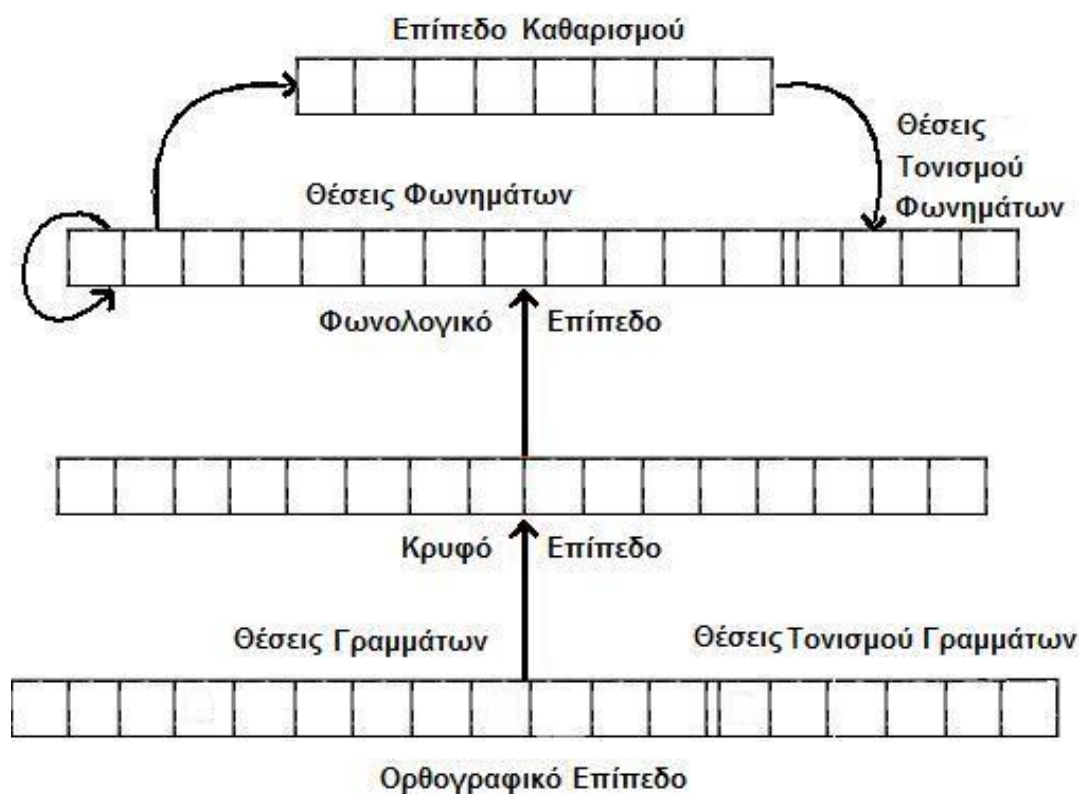 Επίπεδο Καθαρισμού
Θέσεις
Τονισμού
Φωνημάτων
Θέσεις Φωνημάτων
Φωνολογικό Επίπεδο
Κρυφό Επίπεδο
Θέσεις Γραμμάτων
Θέσεις Τονισμού Γραμμάτων
Ορθογραφικό Επίπεδο